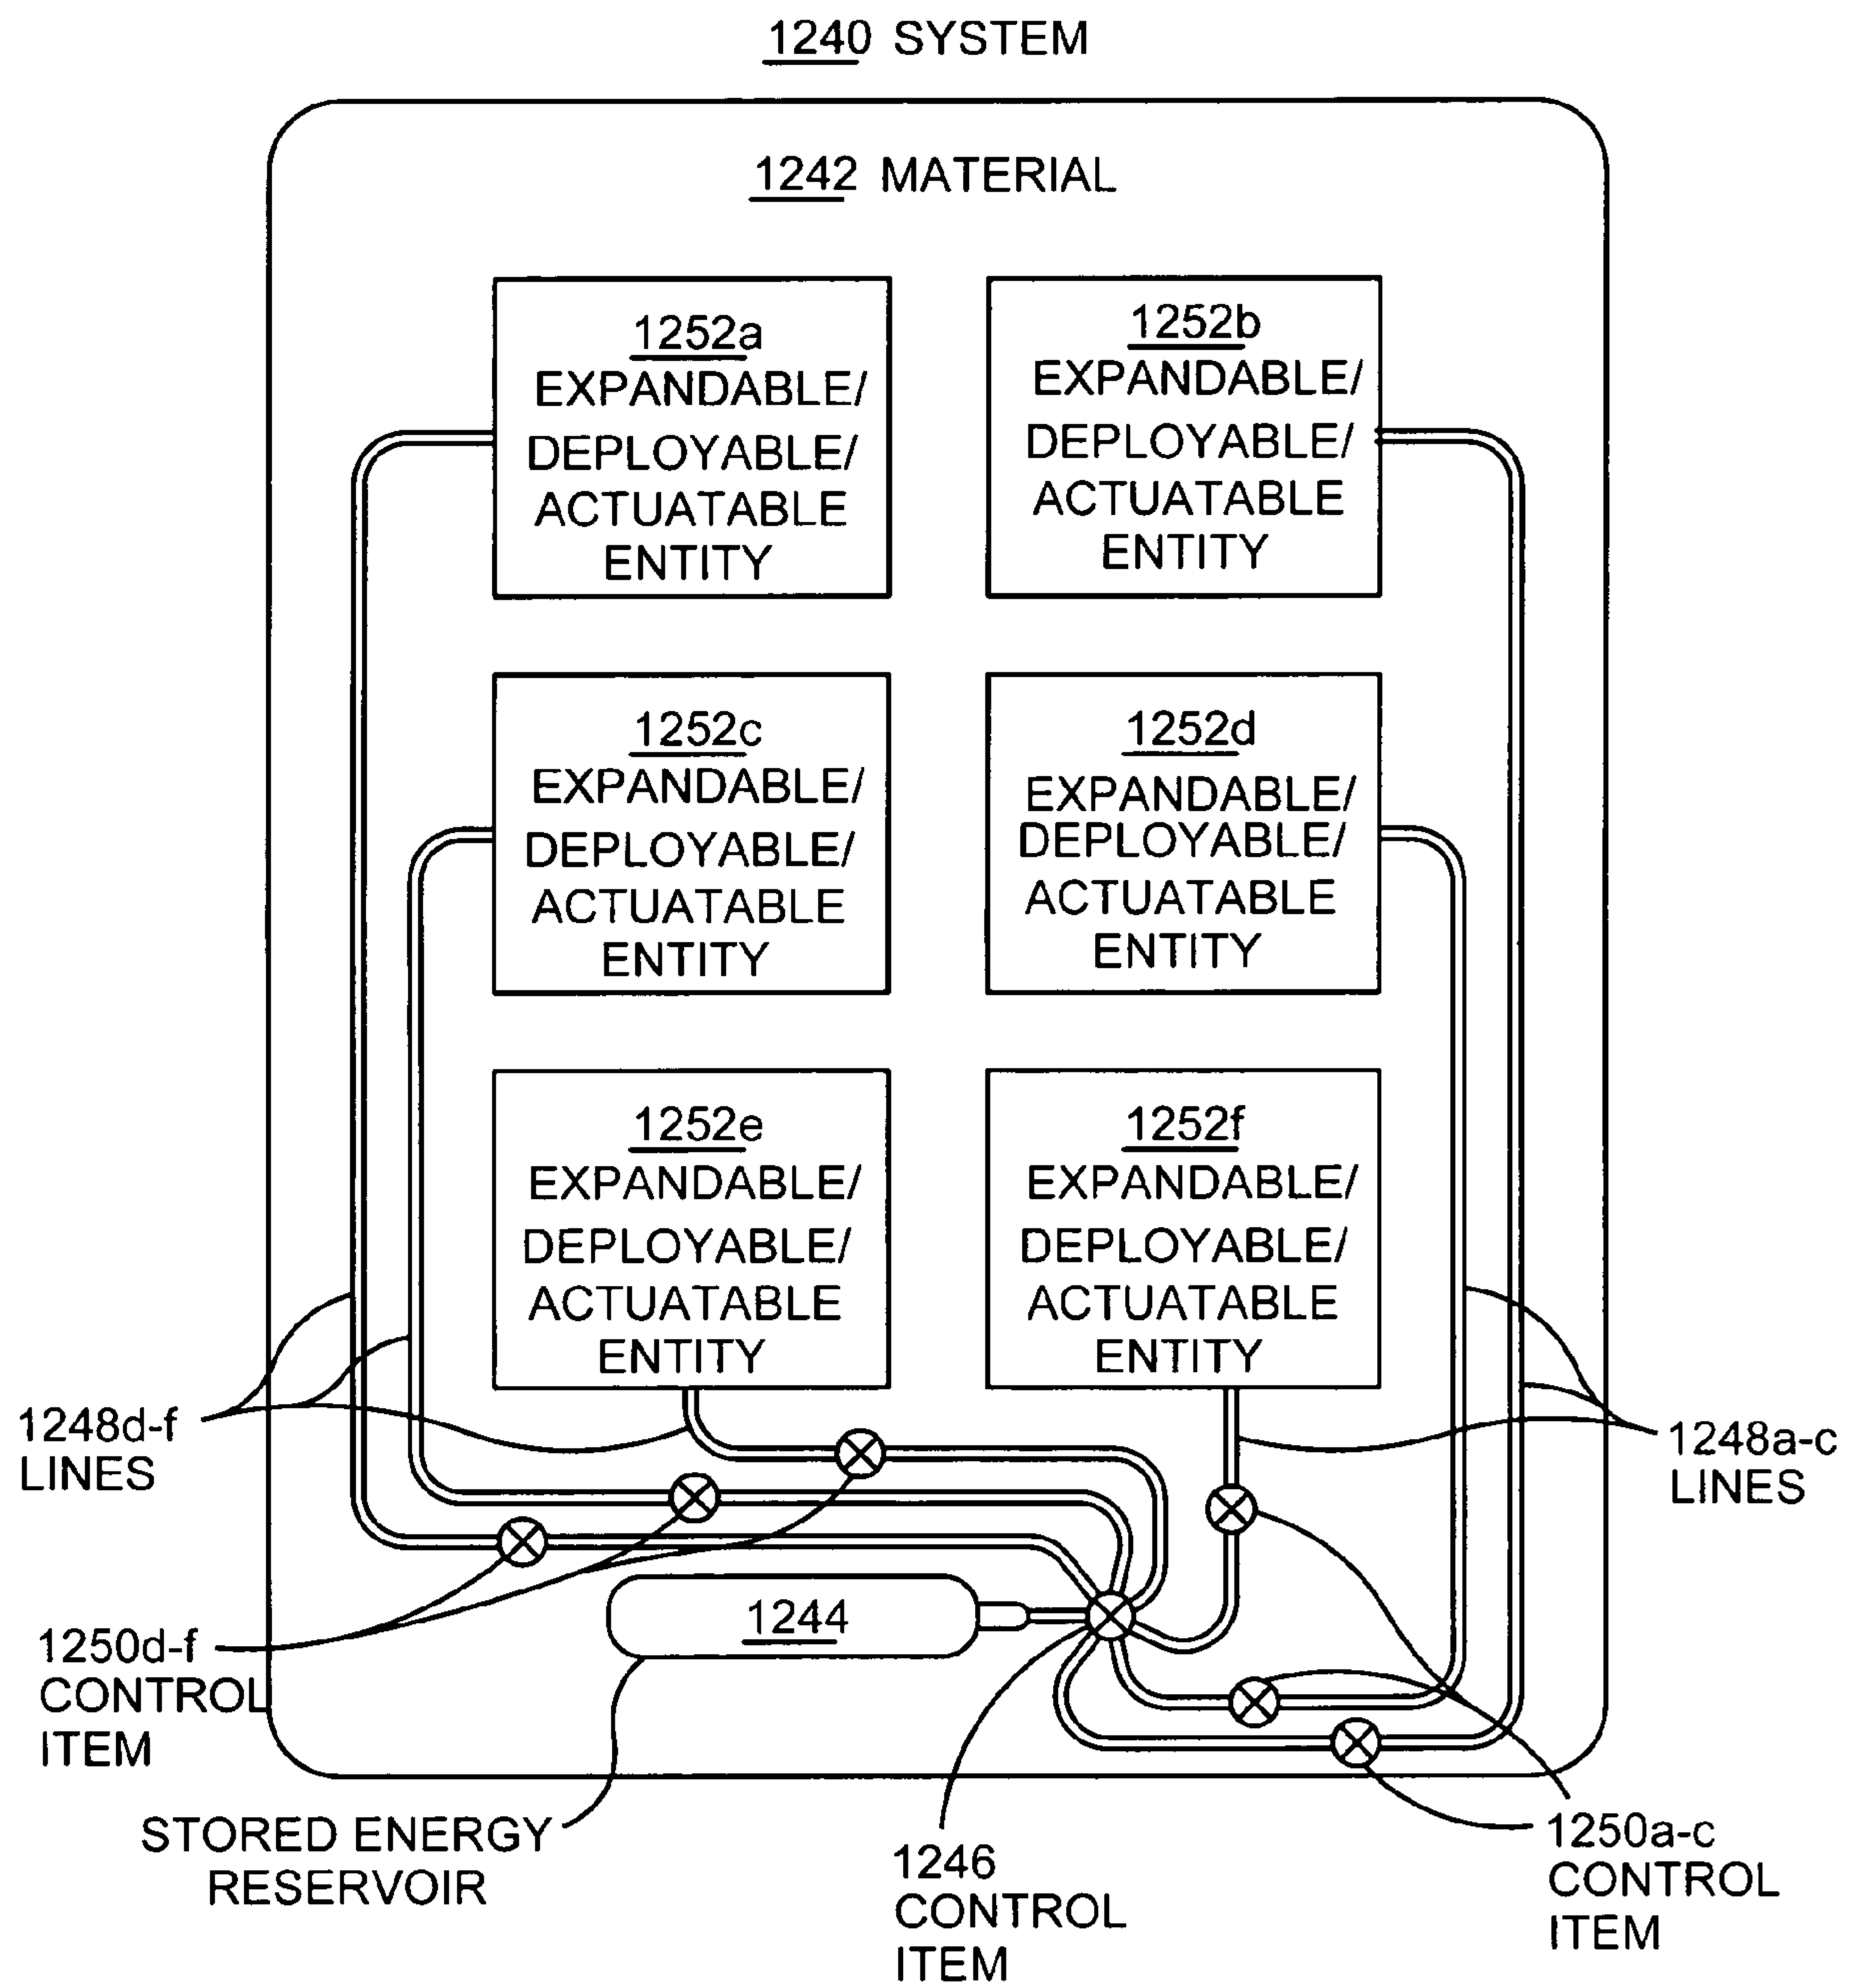 1240 SYSTEM
1242 MATERIAL
1252a
EXPANDABLE/
DEPLOYABLE/
ACTUATABLE
ENTITY
1252b
EXPANDABLE/
DEPLOYABLE/
ACTUATABLE
ENTITY
1252c
EXPANDABLE/
DEPLOYABLE/
ACTUATABLE
ENTITY
1252d
EXPANDABLE/
DEPLOYABLE/
ACTUATABLE
ENTITY
1252e
EXPANDABLE/
DEPLOYABLE/
ACTUATABLE
ENTITY
1252f
EXPANDABLE/
DEPLOYABLE/
ACTUATABLE
ENTITY
1248d-f
LINES
1248a-c
LINES
1244
1250d-f
CONTROL
ITEM
STORED ENERGY
RESERVOIR
1246
CONTROL
ITEM
1250a-c
CONTROL
ITEM